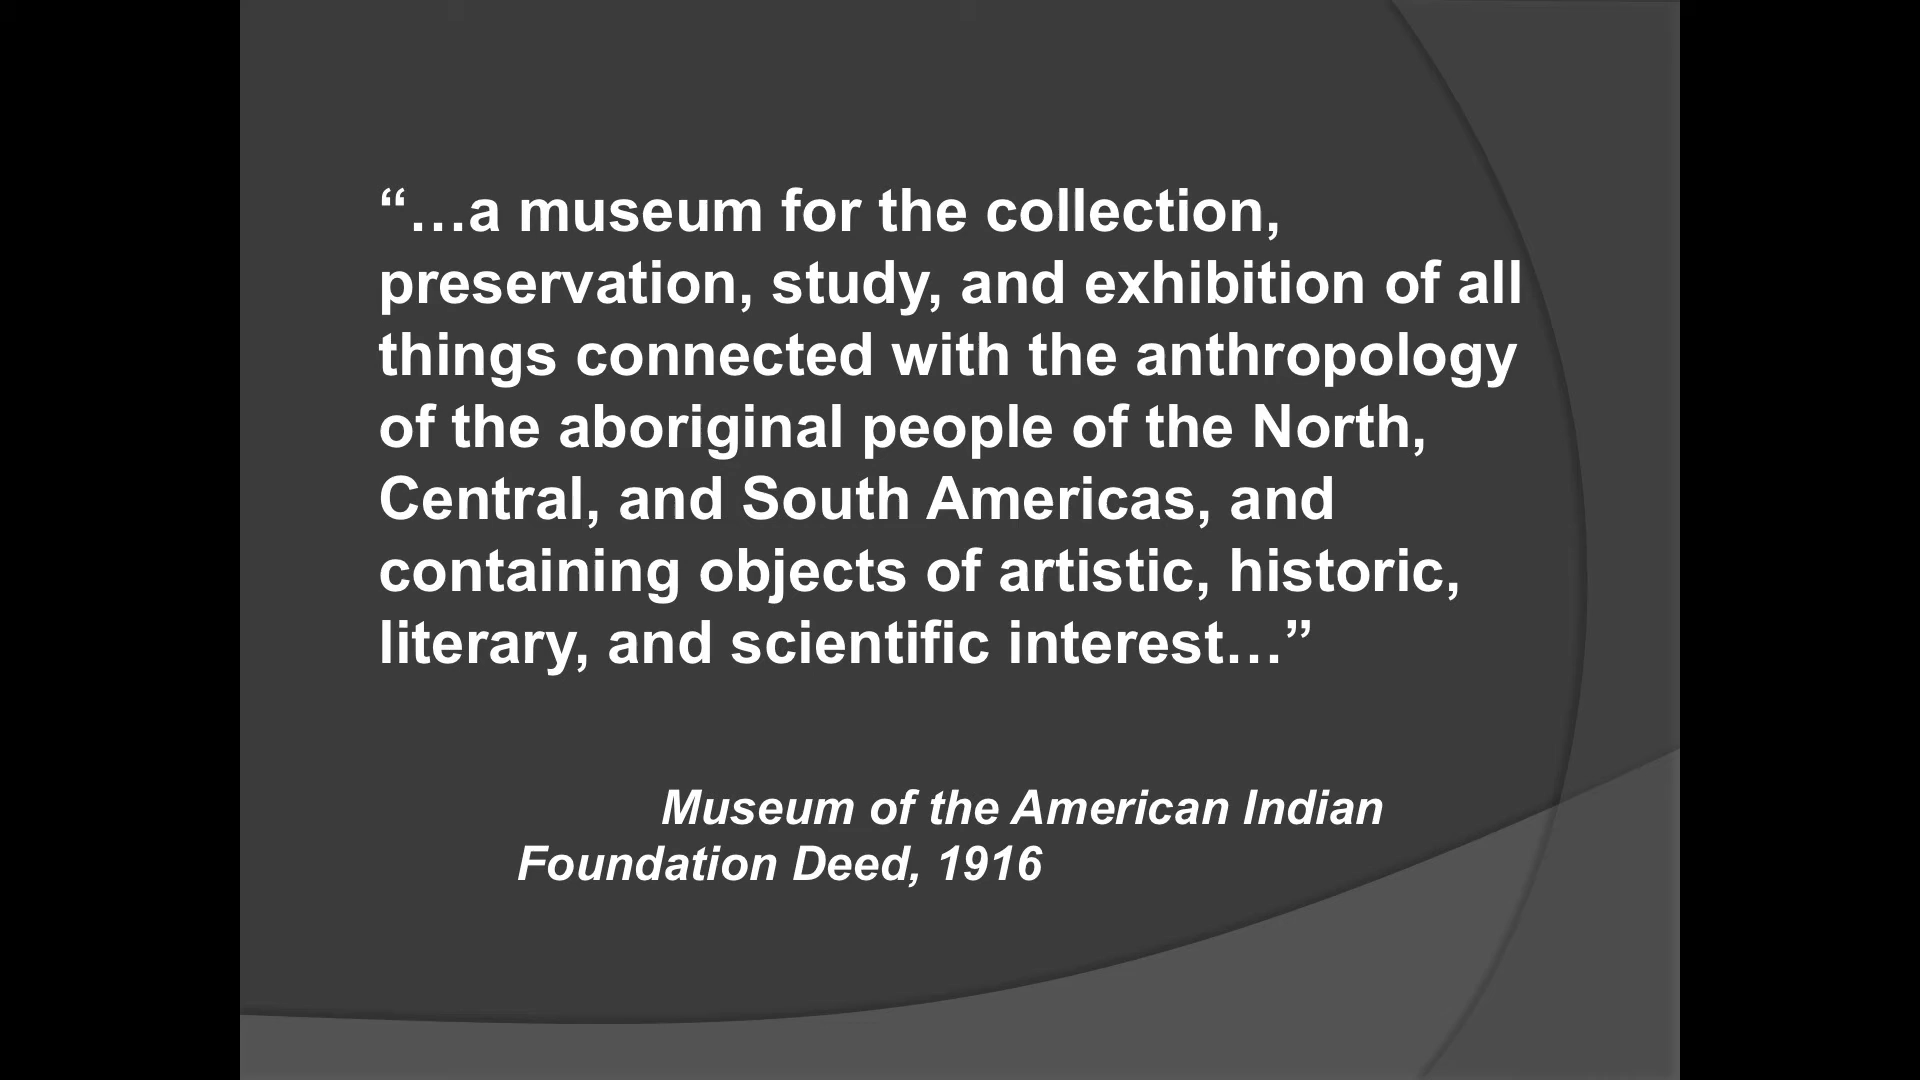 “…a museum for the collection,
preservation, study, and exhibition of all
things connected with the anthropology
of the aboriginal people of the North,
Central, and South Americas, and
containing objects of artistic, historic,
literary, and scientific interest…”
Museum of the American Indian
Foundation Deed, 1916